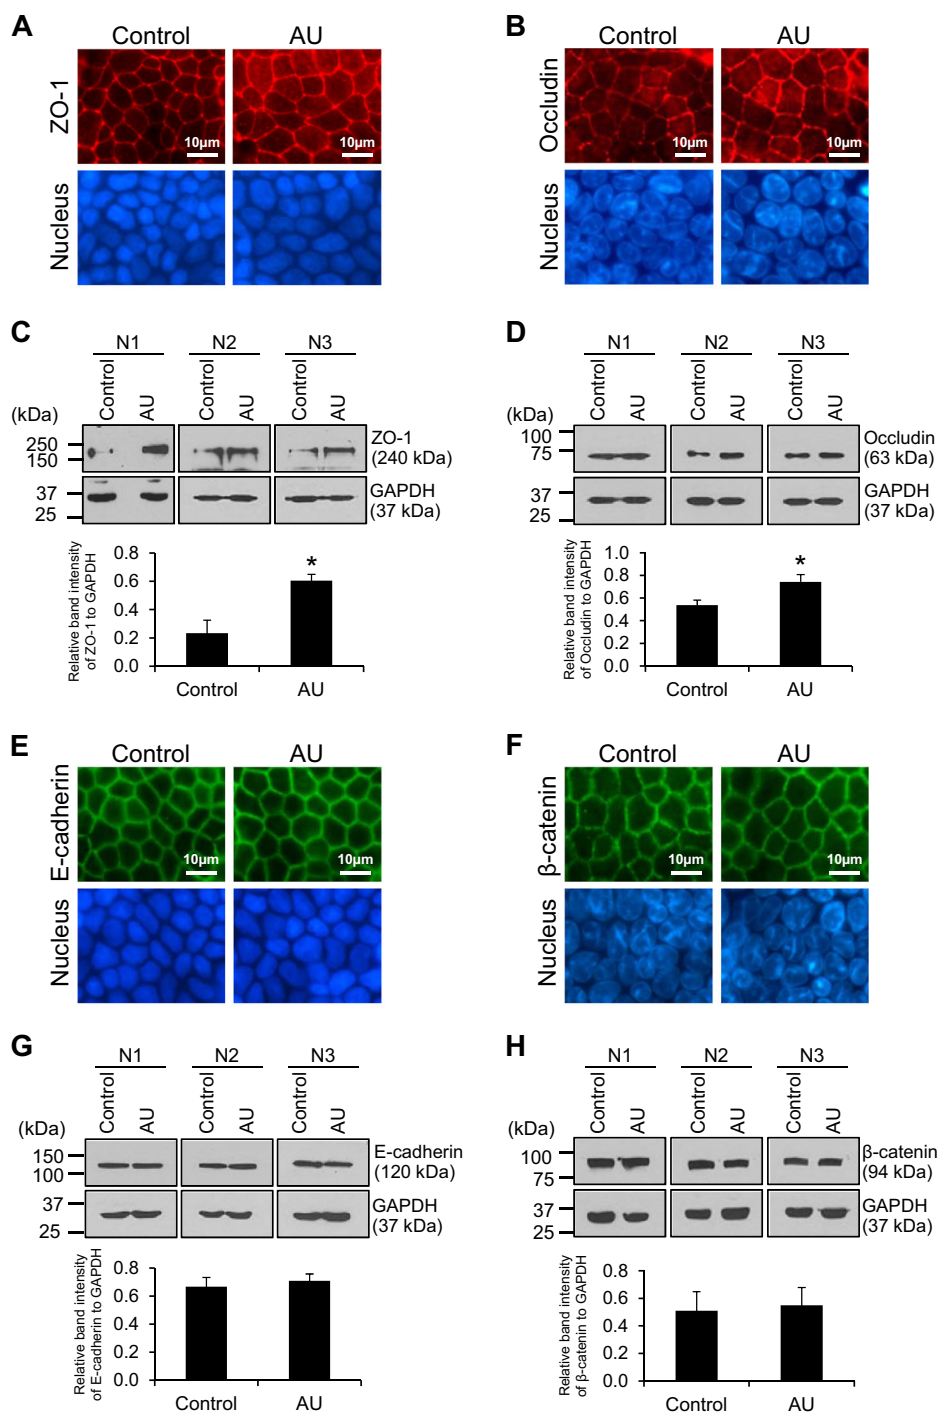 A
Control AU
ZO-1
10µm 10µm
Nucleus
B
Control AU
Occludin
10µm 10µm
Nucleus
C
N1 N2 N3
Control AU Control AU Control AU
(kDa)
250
150
ZO-1
(240 kDa)
37
25
GAPDH
(37 kDa)
Relative band intensity
of ZO-1 to GAPDH
0.8
0.6
0.4
0.2
0.0
*
Control AU
D
N1 N2 N3
Control AU Control AU Control AU
(kDa)
100
75
Occludin
(63 kDa)
37
25
GAPDH
(37 kDa)
Relative band intensity
of Occludin to GAPDH
1.0
0.8
0.6
0.4
0.2
0.0
*
Control AU
E
Control AU
E-cadherin
10µm 10µm
Nucleus
F
Control AU
β-catenin
10µm 10µm
Nucleus
G
N1 N2 N3
Control AU Control AU Control AU
(kDa)
150
100
E-cadherin
(120 kDa)
37
25
GAPDH
(37 kDa)
Relative band intensity
of E-cadherin to GAPDH
0.8
0.6
0.4
0.2
0.0
Control AU
H
N1 N2 N3
Control AU Control AU Control AU
(kDa)
100
75
β-catenin
(94 kDa)
37
25
GAPDH
(37 kDa)
Relative band intensity
of β-catenin to GAPDH
0.8
0.6
0.4
0.2
0.0
Control AU